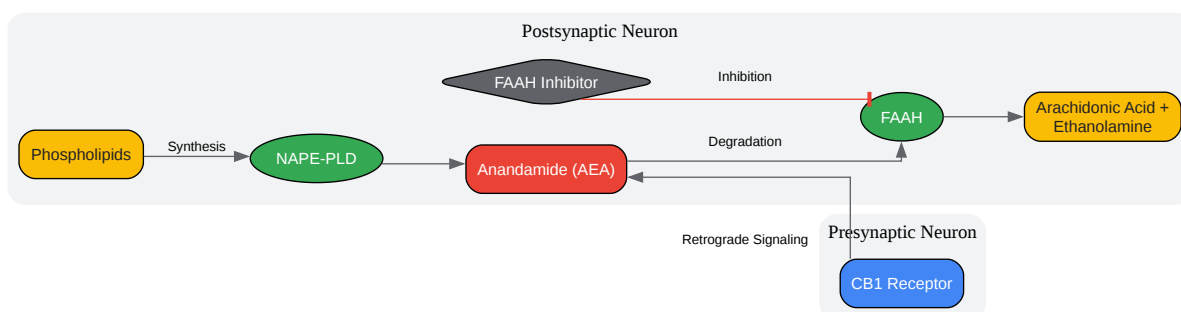 Postsynaptic Neuron
FAAH Inhibitor
Inhibition
FAAH
Arachidonic Acid +
Ethanolamine
Phospholipids
Synthesis
NAPE-PLD
Anandamide (AEA)
Degradation
Retrograde Signaling
Presynaptic Neuron
CB1 Receptor